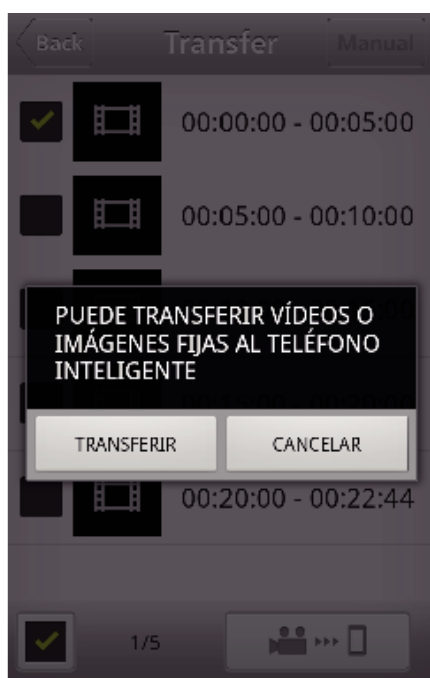 Back
Transfer
Manual
00:00:00 - 00:05:00
00:05:00 - 00:10:00
PUEDE TRANSFERIR VÍDEOS O
IMÁGENES FIJAS AL TELÉFONO
INTELIGENTE
TRANSFERIR
CANCELAR
00:20:00 - 00:22:44
1/5